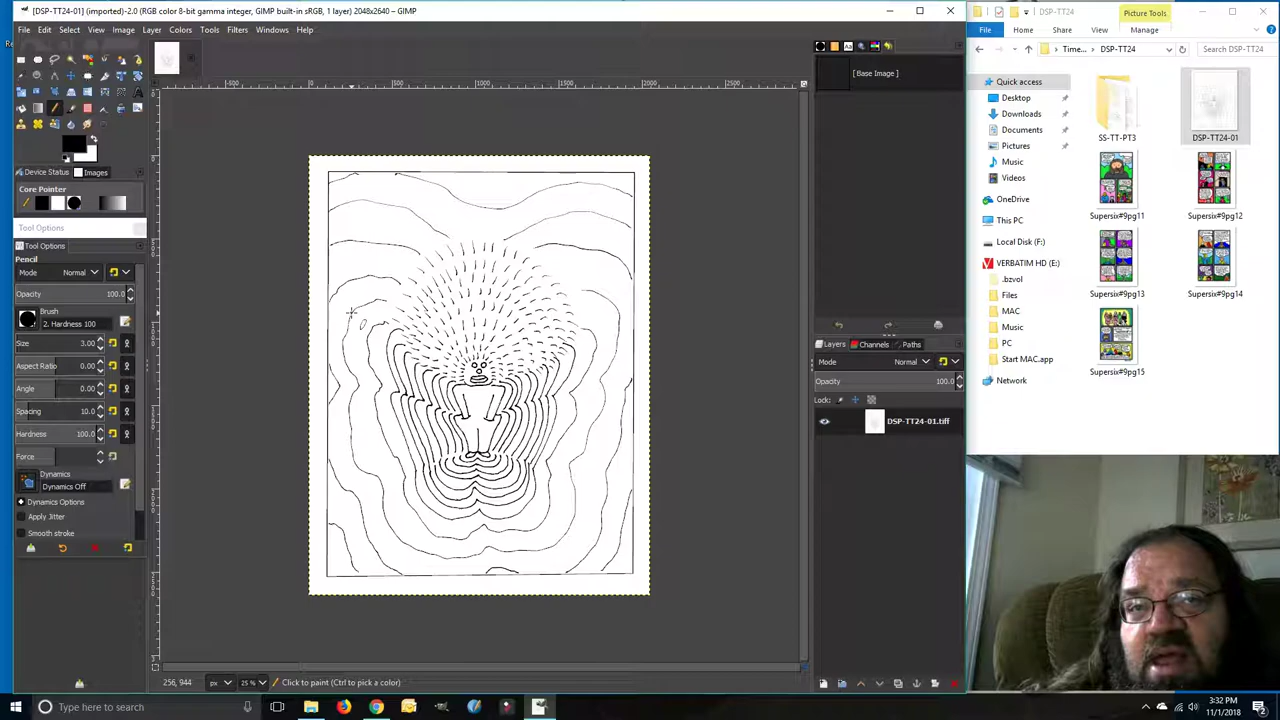 [DSP-TT24-01] (imported)-2.0 (RGB color 8-bit gamma integer, GIMP built-in sRGB, 1 layer) 2048x2640 – GIMP
File Edit Select View Image Layer Colors Tools Filters Windows Help
-500 0 500 1000 1500 2000 2500
Device Status Images
Core Pointer
Tool Options
Tool Options
Pencil
Mode Normal
Opacity 100.0
Brush
2. Hardness 100
Size 3.00
Aspect Ratio 0.00
Angle 0.00
Spacing 10.0
Hardness 100.0
Force
Dynamics
Dynamics Off
Dynamics Options
Apply Jitter
Smooth stroke
256, 944 px 25 % Click to paint (Ctrl to pick a color)
[ Base Image ]
Layers Channels Paths
Mode Normal
Opacity 100.0
Lock:
DSP-TT24-01.tiff
Picture Tools
DSP-TT24
File Home Share View Manage
Time... DSP-TT24 Search DSP-TT24
Quick access
Desktop
Downloads
Documents
Pictures
Music
Videos
OneDrive
This PC
Local Disk (F:)
VERBATIM HD (E:)
.bzvol
Files
MAC
Music
PC
Start MAC.app
Network
SS-TT-PT3
DSP-TT24-01
Supersix#9pg11
Supersix#9pg12
Supersix#9pg13
Supersix#9pg14
Supersix#9pg15
Type here to search
3:32 PM
11/1/2018
2